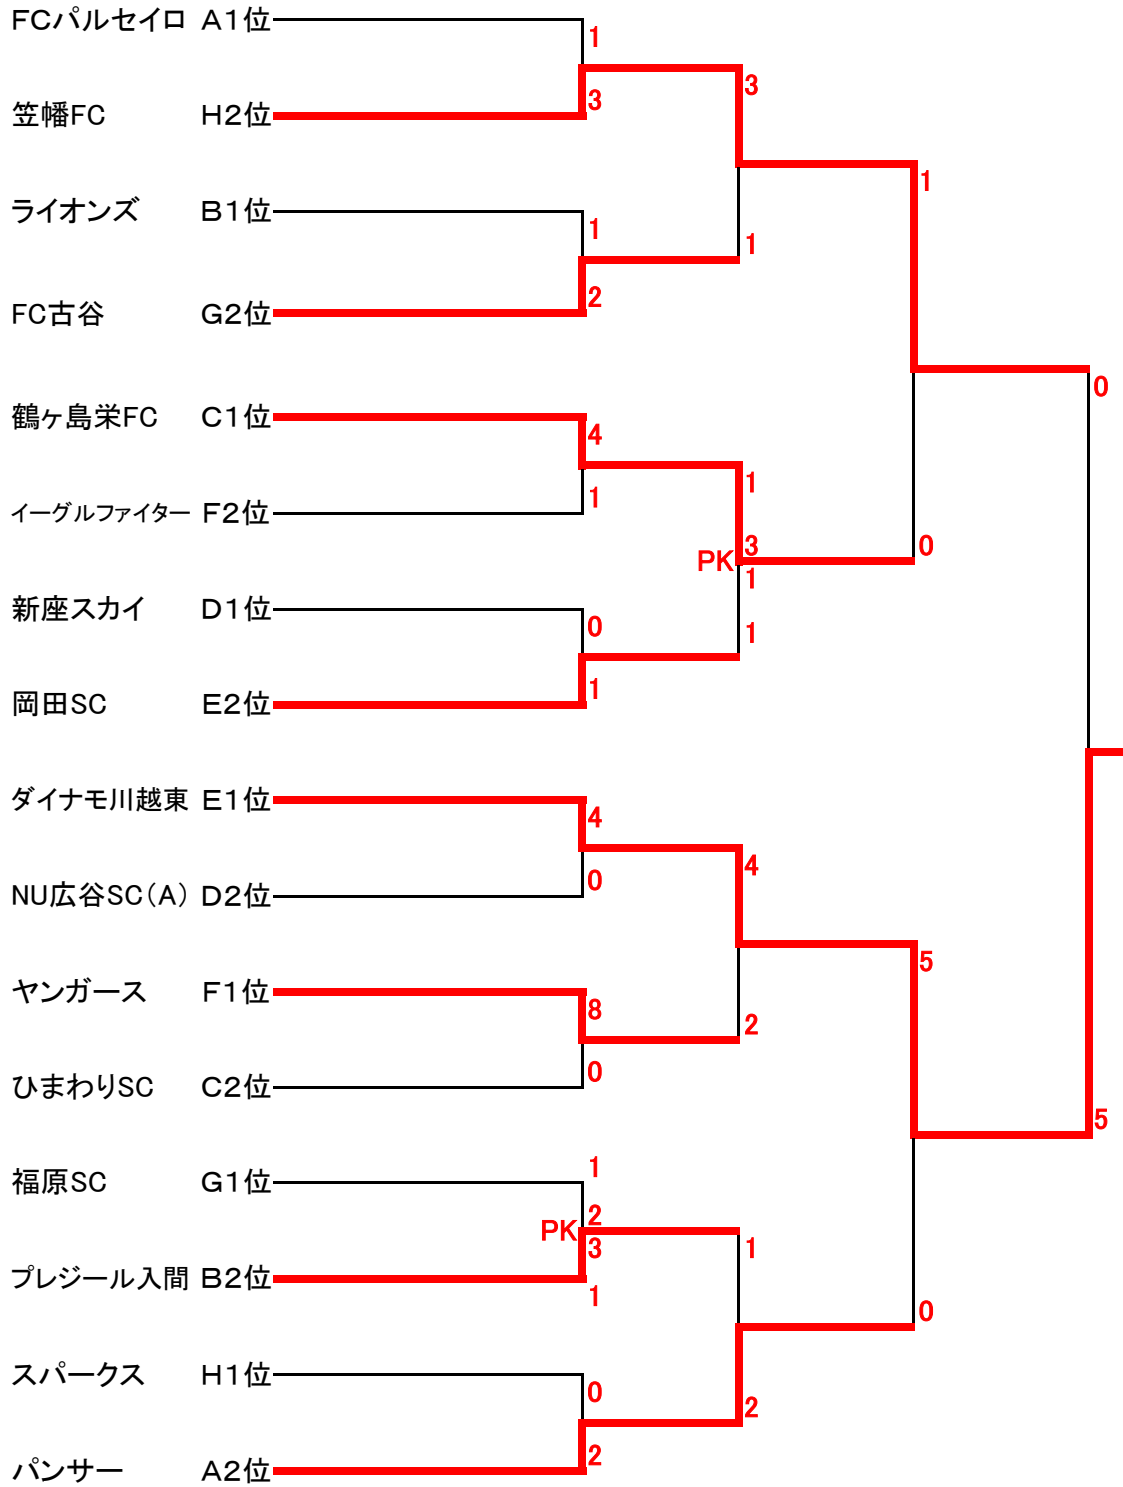 FCパルセイロ A1位
1
3
3
笠幡FC H2位
1
ライオンズ B1位
1
1
2
FC古谷 G2位
0
鶴ヶ島栄FC C1位
4
1
1
イーグルファイター F2位
3
0
PK
1
新座スカイ D1位
0
1
1
岡田SC E2位
ダイナモ川越東 E1位
4
4
0
NU広谷SC(A) D2位
5
ヤンガース F1位
8
2
0
ひまわりSC C2位
5
1
福原SC G1位
2
PK
3
1
プレジール入間 B2位
1
0
スパークス H1位
0
2
2
パンサー A2位